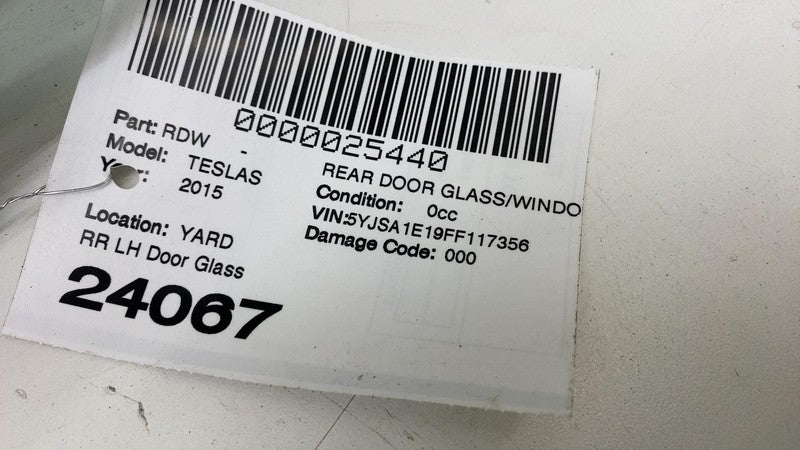 0000025440
Part: RDW - REAR DOOR GLASS/WINDO
Model: TESLAS Condition: 0cc
2015 VIN:5YJSA1E19FF117356
Location: YARD Damage Code: 000
RR LH Door Glass
24067